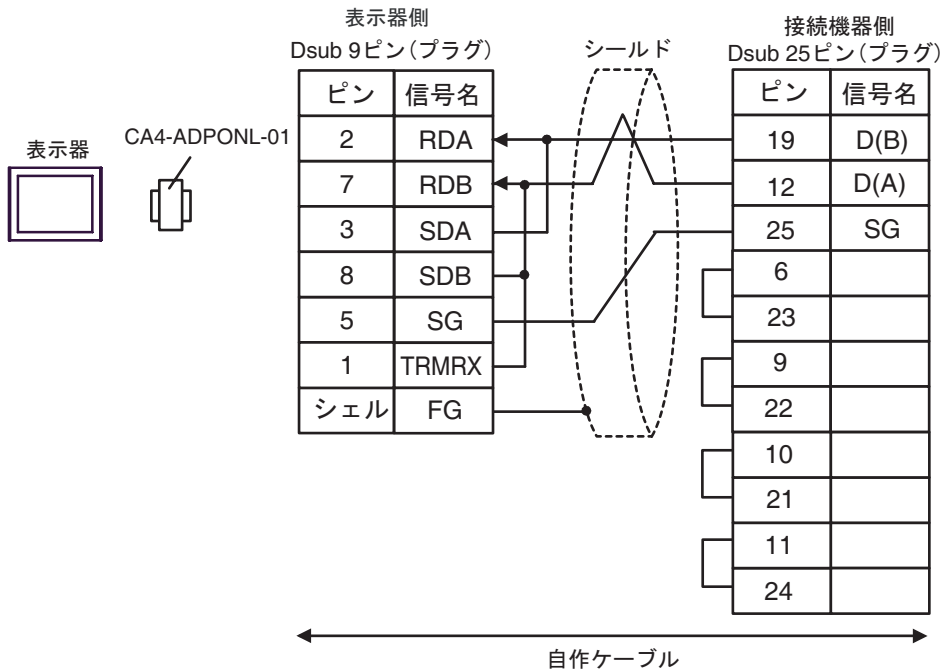 表示器
CA4-ADPONL-01
表示器側
Dsub 9ピン(プラグ)
ピン 信号名
2 RDA
7 RDB
3 SDA
8 SDB
5 SG
1 TRMRX
シェル FG
シールド
接続機器側
Dsub 25ピン(プラグ)
ピン 信号名
19 D(B)
12 D(A)
25 SG
6
23
9
22
10
21
11
24
自作ケーブル